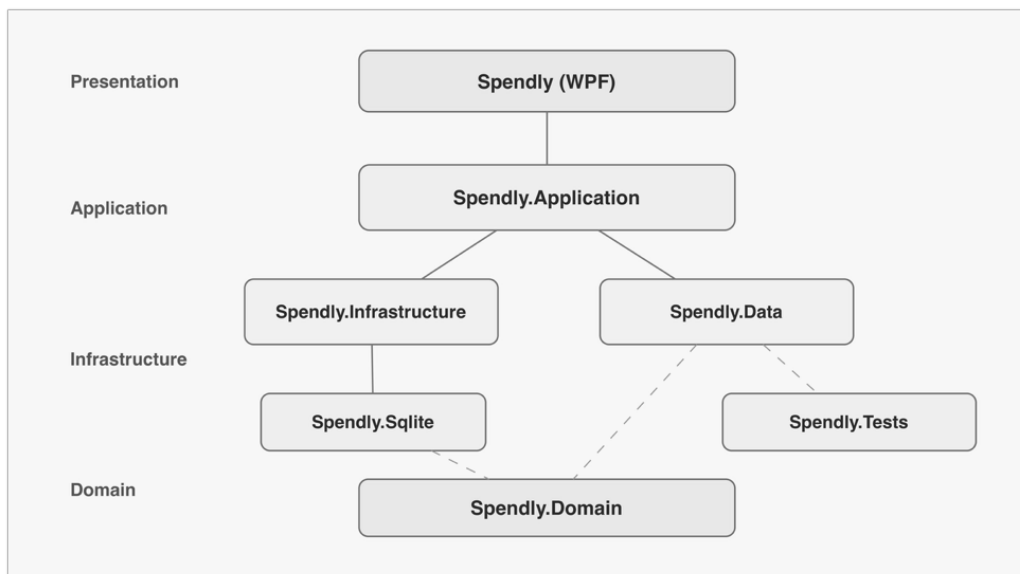 Presentation
Spendly (WPF)
Application
Spendly.Application
Spendly.Infrastructure
Spendly.Data
Infrastructure
Spendly.Sqlite
Spendly.Tests
Domain
Spendly.Domain